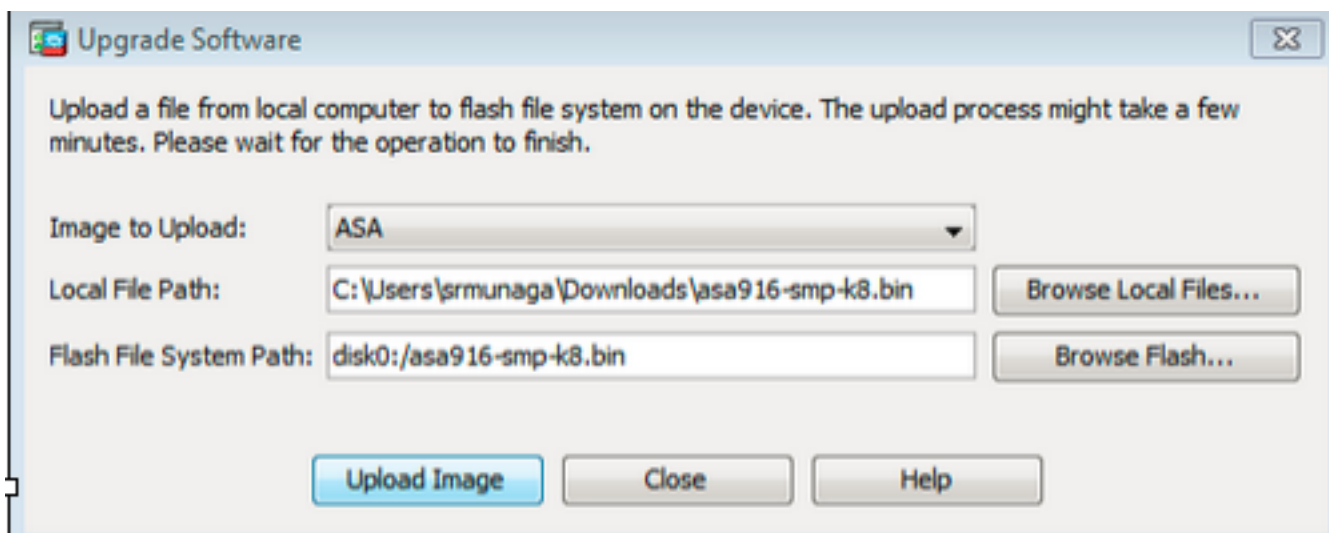 Upgrade Software
Upload a file from local computer to flash file system on the device. The upload process might take a few
minutes. Please wait for the operation to finish.
Image to Upload: ASA
Local File Path: C:\Users\srmunaga\Downloads\asa916-smp-k8.bin Browse Local Files...
Flash File System Path: disk0:/asa916-smp-k8.bin Browse Flash...
Upload Image Close Help